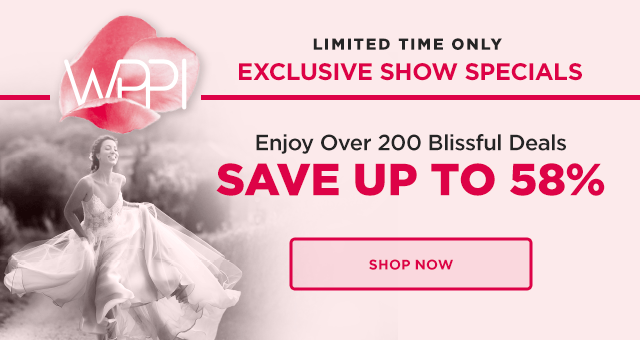 WPPI
LIMITED TIME ONLY
EXCLUSIVE SHOW SPECIALS
Enjoy Over 200 Blissful Deals
SAVE UP TO 58%
SHOP NOW